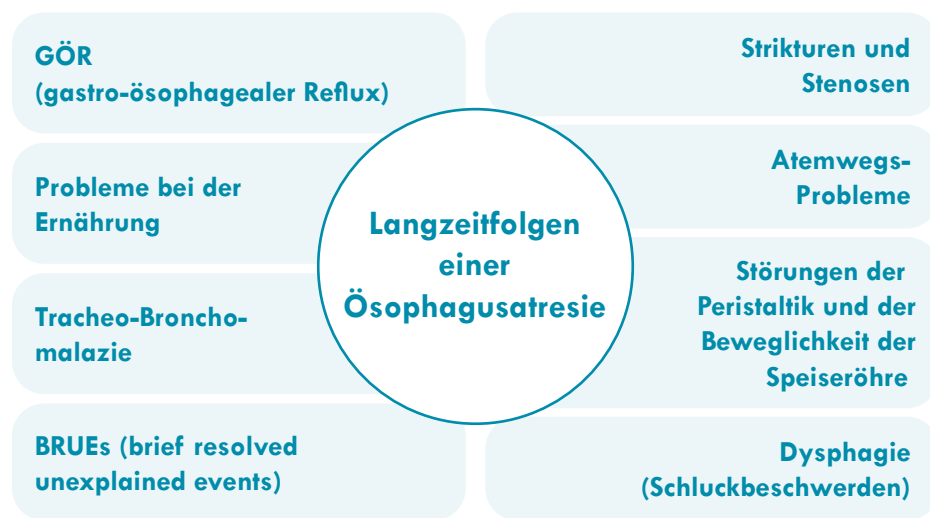 GÖR
(gastro-ösophagealer Reflux)
Probleme bei der
Ernährung
Tracheo-Broncho-
malazie
BRUEs (brief resolved
unexplained events)
Langzeitfolgen
einer
Ösophagusatresie
Strikturen und
Stenosen
Atemwegs-
Probleme
Störungen der
Peristaltik und der
Beweglichkeit der
Speiseröhre
Dysphagie
(Schluckbeschwerden)